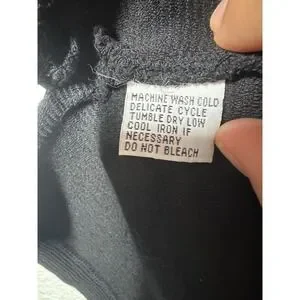 MACHINE WASH COLD
DELICATE CYCLE
TUMBLE DRY LOW
COOL IRON IF
NECESSARY
DO NOT BLEACH